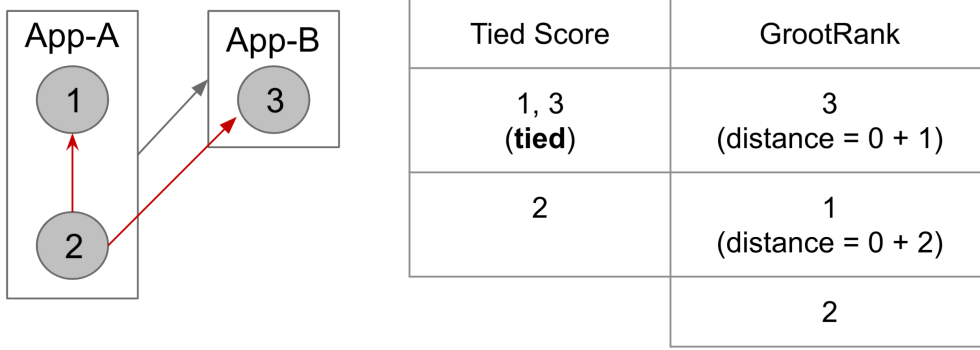 App-A
App-B
1
3
2
Tied Score
GrootRank
1, 3
(tied)
3
(distance = 0 + 1)
2
1
(distance = 0 + 2)
2